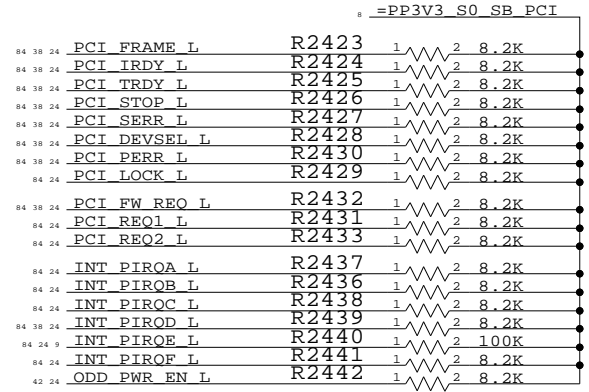 8 =PP3V3_S0_SB_PCI
84 38 24 PCI_FRAME_L R2423 1 2 8.2K
84 38 24 PCI_IRDY_L R2424 1 2 8.2K
84 38 24 PCI_TRDY_L R2425 1 2 8.2K
84 38 24 PCI_STOP_L R2426 1 2 8.2K
84 38 24 PCI_SERR_L R2427 1 2 8.2K
84 38 24 PCI_DEVSEL_L R2428 1 2 8.2K
84 38 24 PCI_PERR_L R2430 1 2 8.2K
84 24 PCI_LOCK_L R2429 1 2 8.2K
84 38 24 PCI_FW_REQ_L R2432 1 2 8.2K
84 24 PCI_REQ1_L R2431 1 2 8.2K
84 24 PCI_REQ2_L R2433 1 2 8.2K
84 24 INT_PIRQA_L R2437 1 2 8.2K
84 24 INT_PIRQB_L R2436 1 2 8.2K
84 24 INT_PIRQC_L R2438 1 2 8.2K
84 38 24 INT_PIRQD_L R2439 1 2 8.2K
84 24 9 INT_PIRQE_L R2440 1 2 100K
84 24 INT_PIRQF_L R2441 1 2 8.2K
42 24 ODD_PWR_EN_L R2442 1 2 8.2K